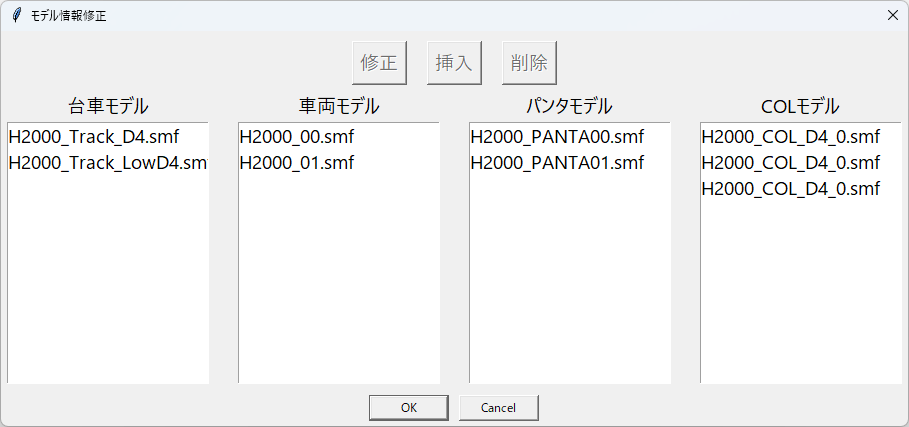 モデル情報修正
修正 挿入 削除
台車モデル
H2000_Track_D4.smf
H2000_Track_LowD4.sm
車両モデル
H2000_00.smf
H2000_01.smf
パンタモデル
H2000_PANTA00.smf
H2000_PANTA01.smf
COLモデル
H2000_COL_D4_0.smf
H2000_COL_D4_0.smf
H2000_COL_D4_0.smf
OK Cancel